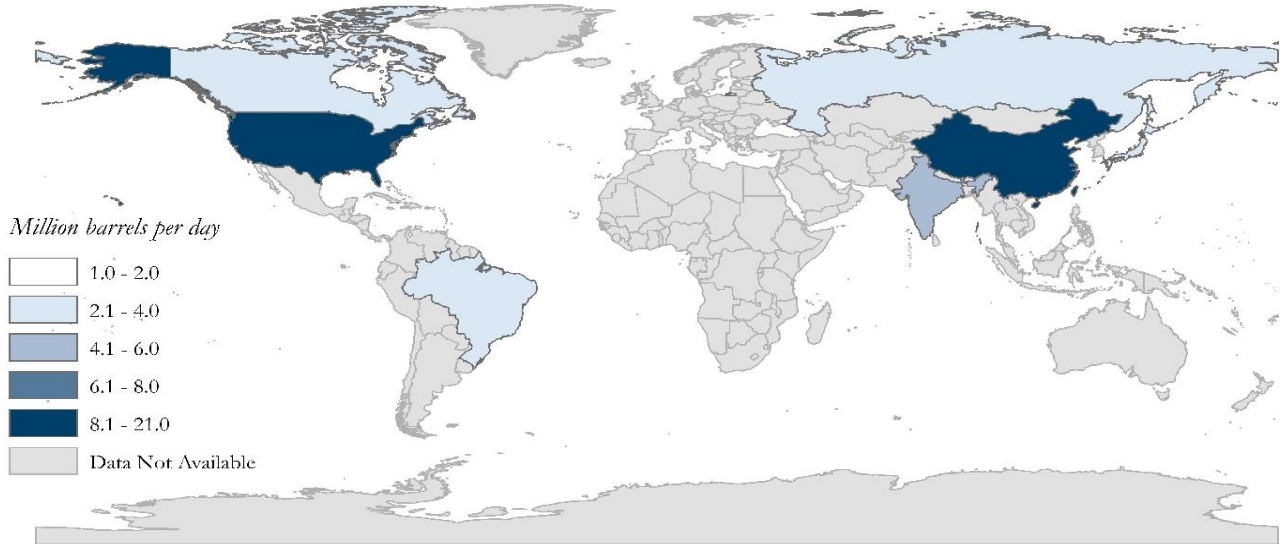 Million barrels per day
1.0 - 2.0
2.1 - 4.0
4.1 - 6.0
6.1 - 8.0
8.1 - 21.0
Data Not Available